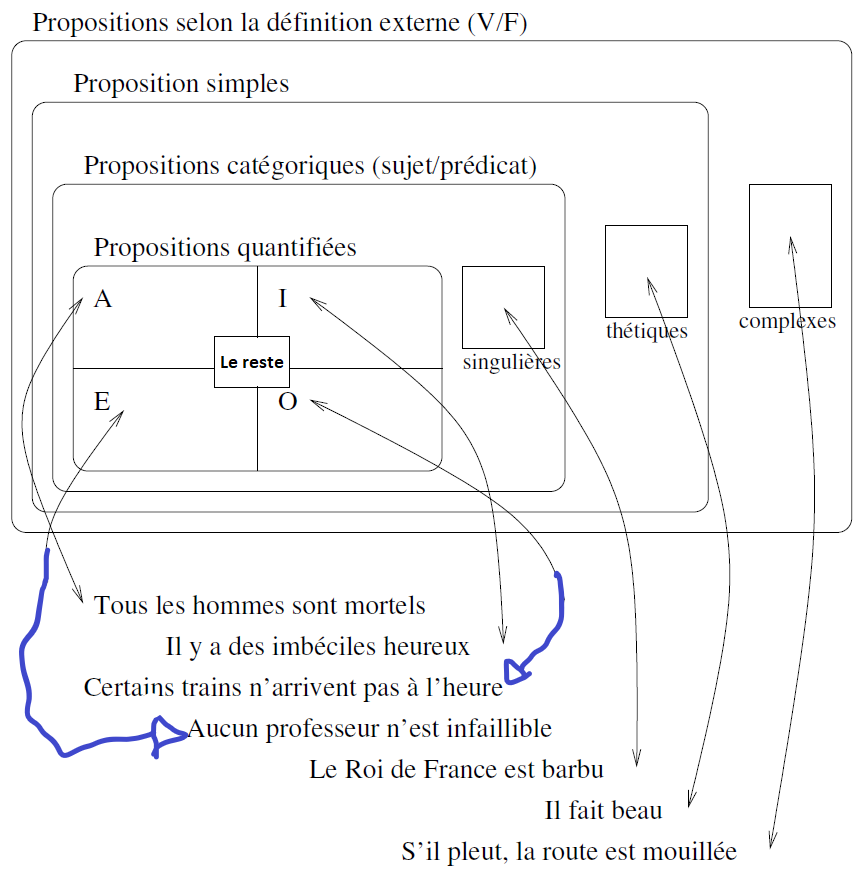 Propositions selon la définition externe (V/F)
Proposition simples
Propositions catégoriques (sujet/prédicat)
Propositions quantifiées
A
I
Le reste
E
O
singulières
thétiques
complexes
Tous les hommes sont mortels
Il y a des imbéciles heureux
Certains trains n'arrivent pas à l'heure
Aucun professeur n'est infaillible
Le Roi de France est barbu
Il fait beau
S'il pleut, la route est mouillée